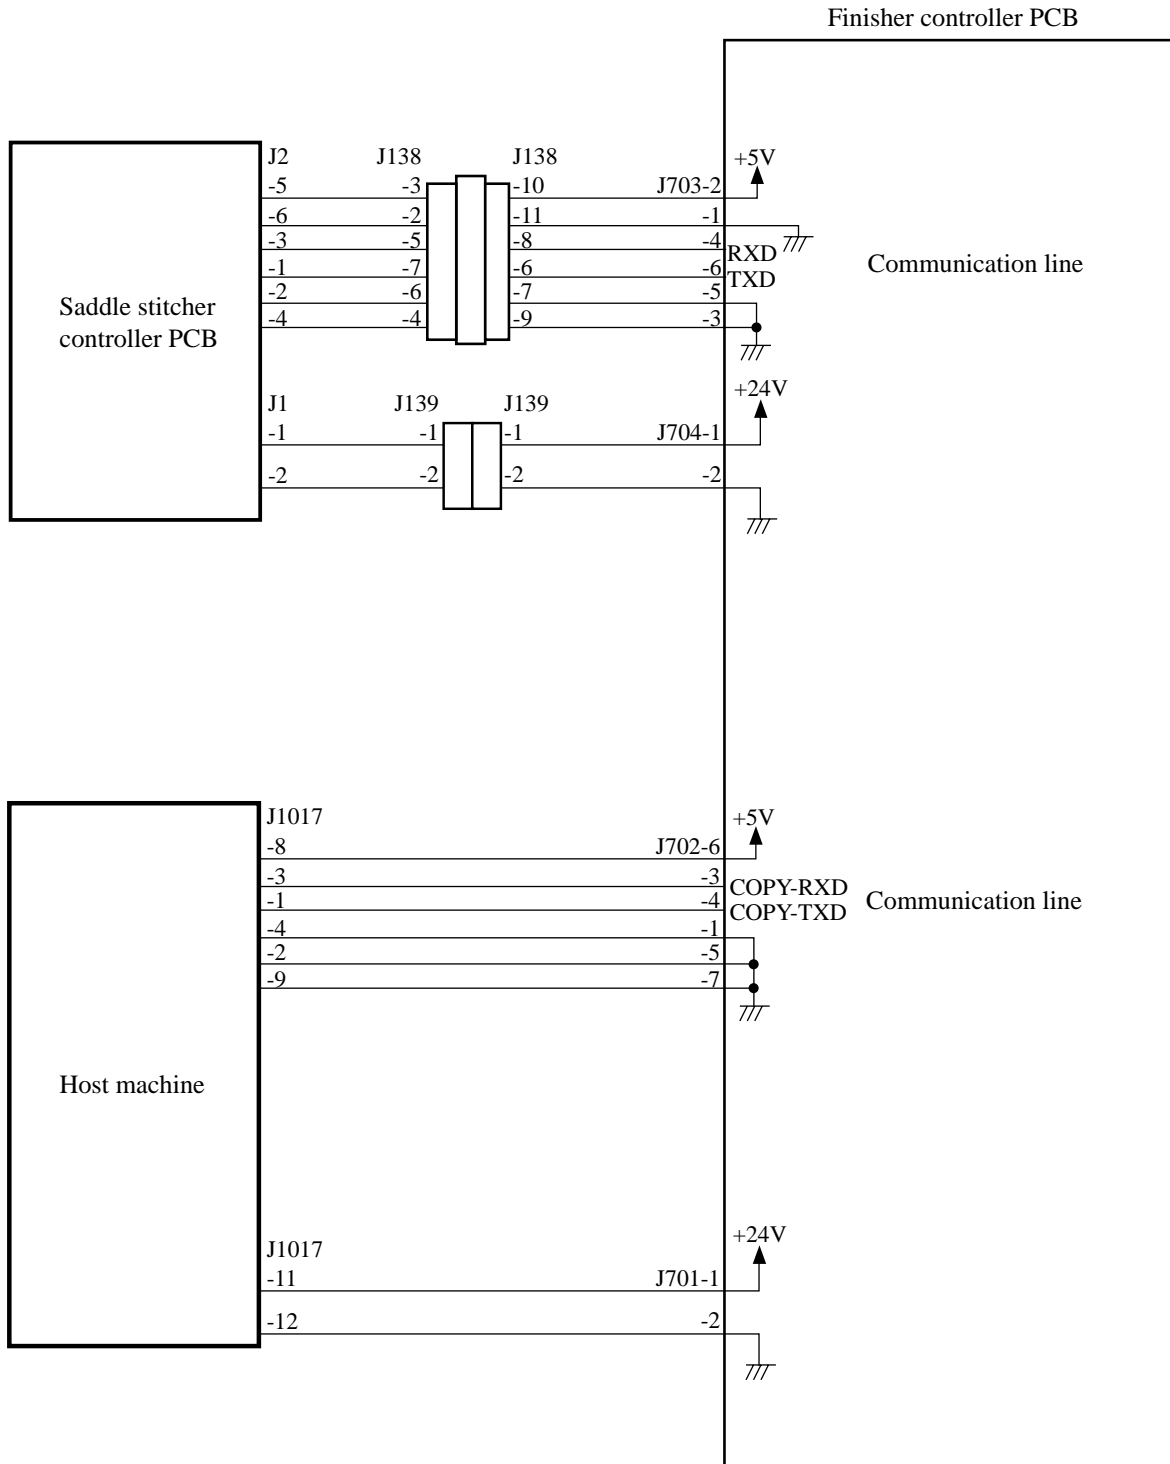 Finisher controller PCB
J2 J138 J138 +5V
-5 -3 -10 J703-2
-6 -2 -11 -1
-3 -5 -8 -4 RXD
-1 -7 -6 -6 TXD
-2 -6 -7 -5
-4 -4 -9 -3
Saddle stitcher
controller PCB
Communication line
J1 J139 J139 +24V
-1 -1 -1 J704-1
-2 -2 -2 -2
J1017 +5V
-8 J702-6
-3 -3 COPY-RXD
-1 -4 COPY-TXD
-4 -1
-2 -5
-9 -7
Communication line
Host machine
J1017 +24V
-11 J701-1
-12 -2